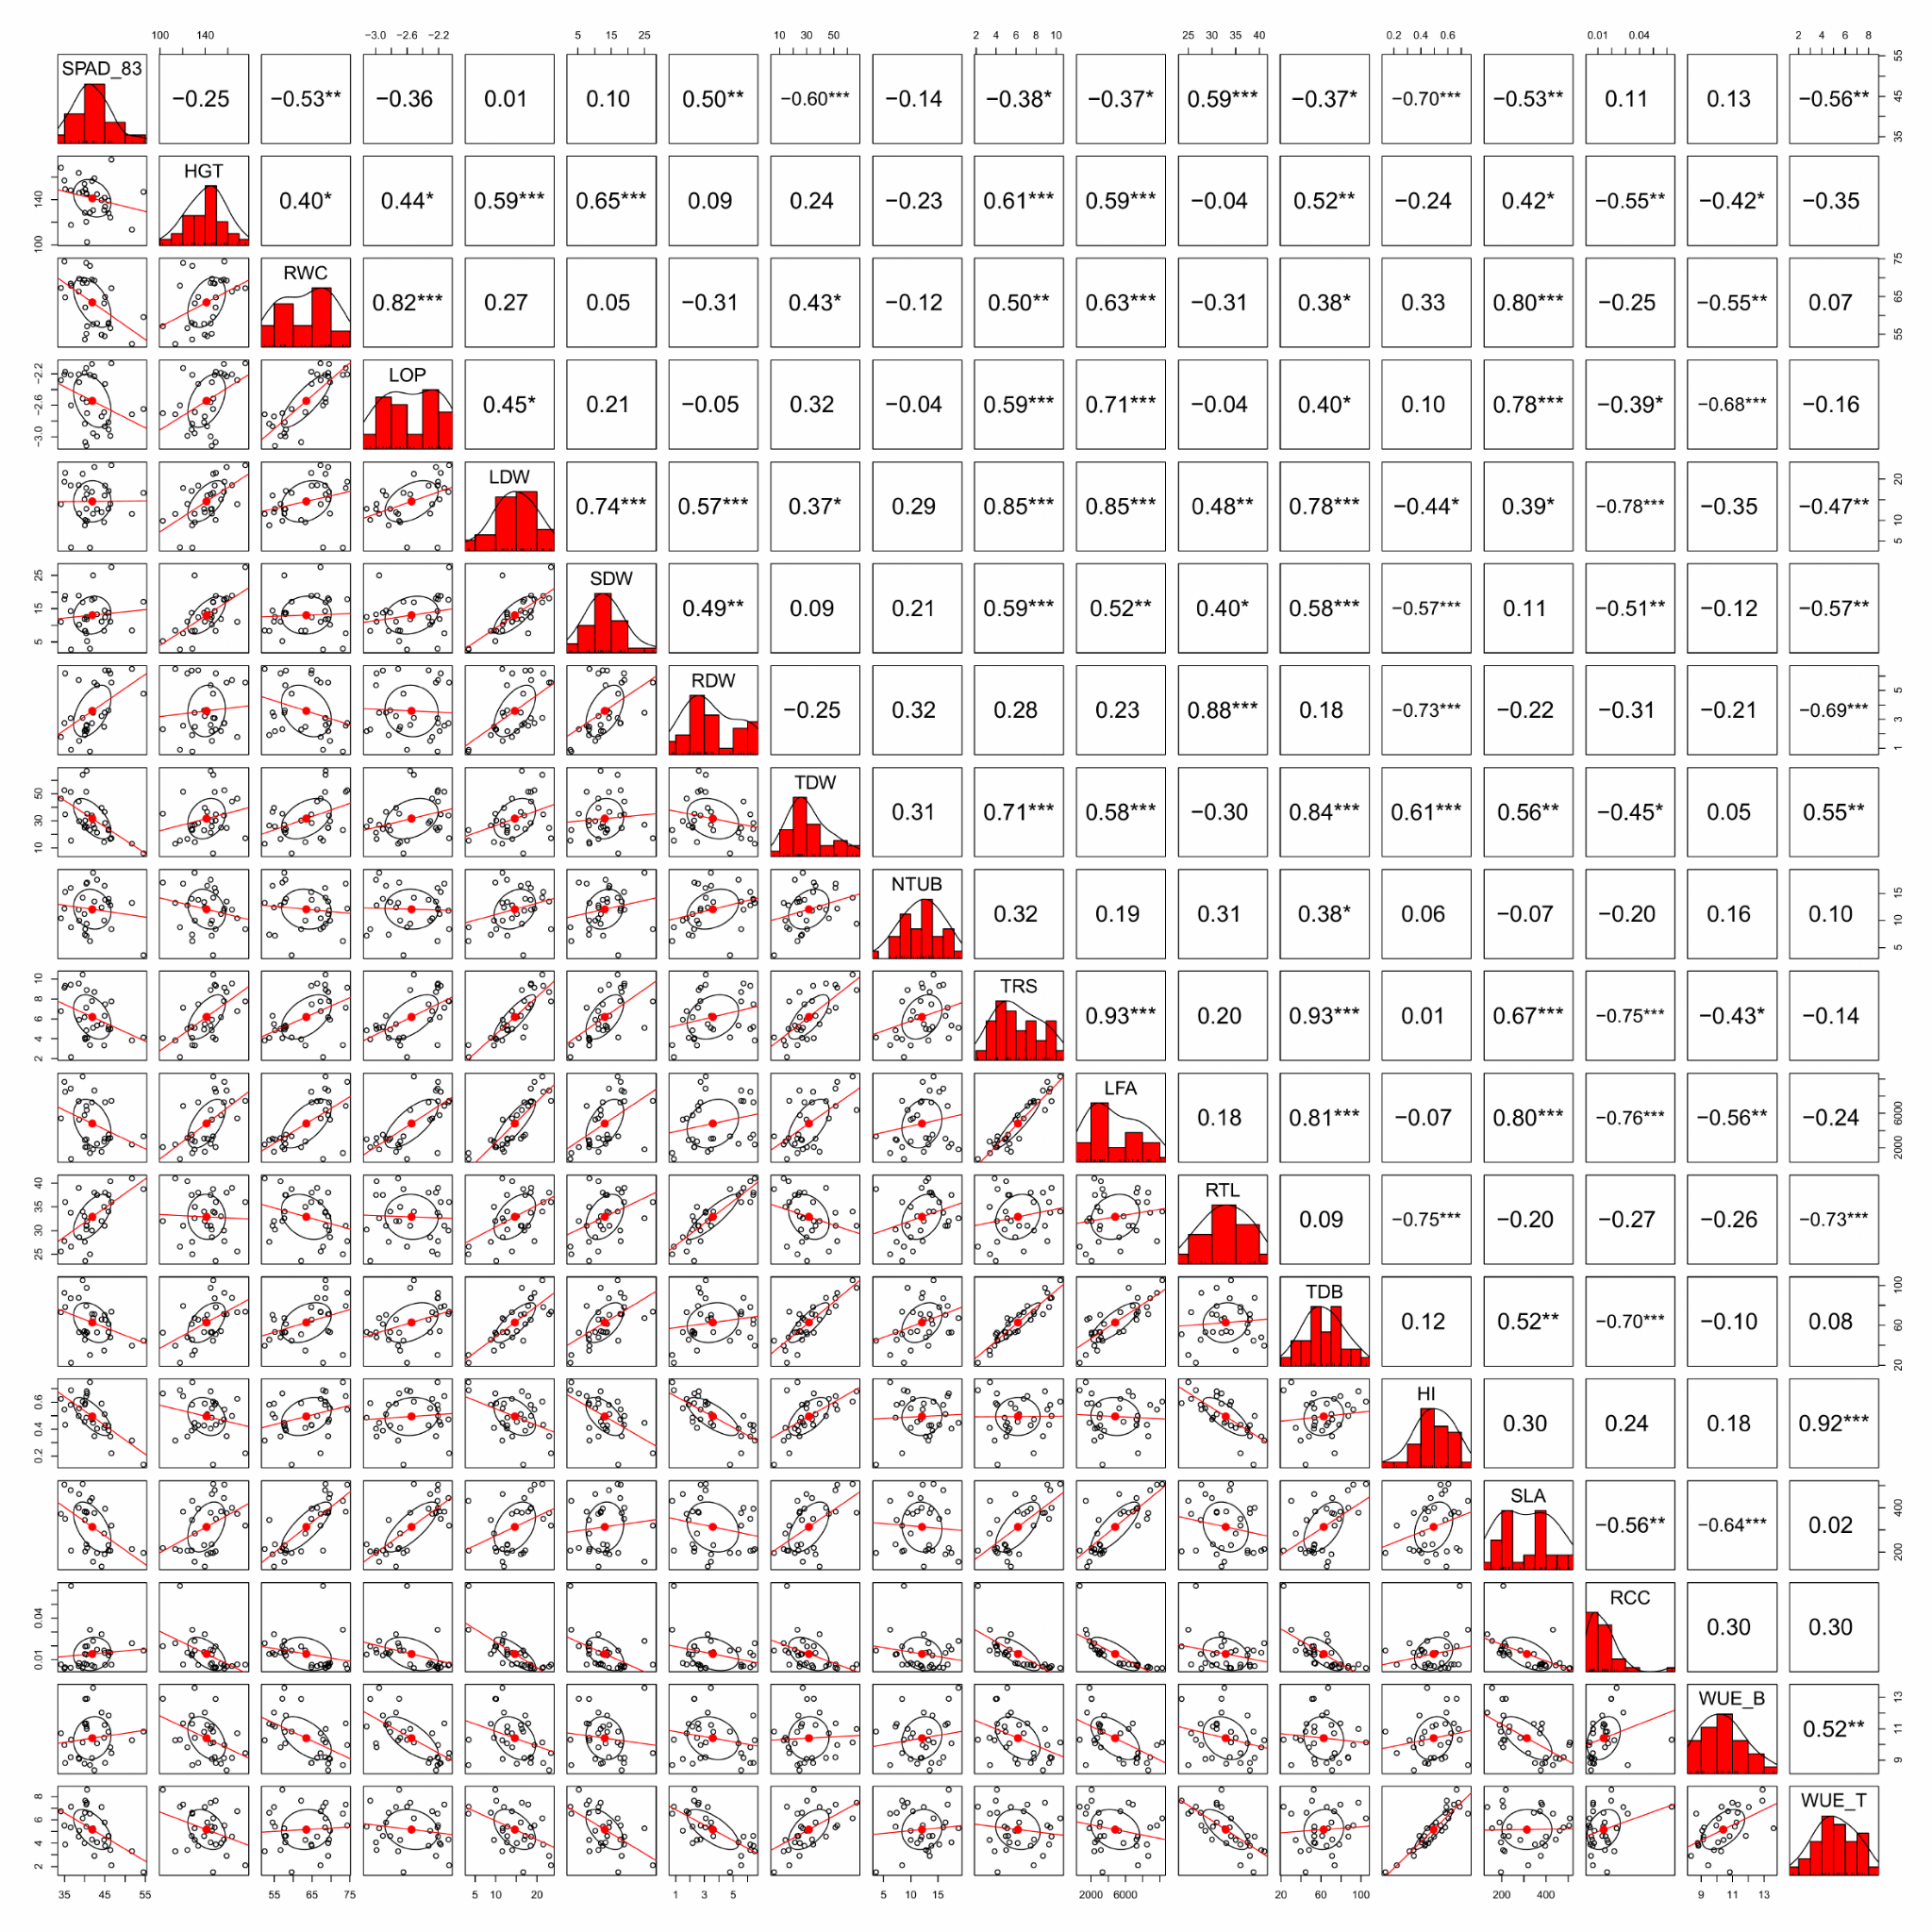 100 140 −3.0 −2.6 −2.2 5 15 25 10 30 50 2 4 6 8 10 25 30 35 40 0.2 0.4 0.6 0.01 0.04 2 4 6 8
SPAD_83 −0.25 −0.53** −0.36 0.01 0.10 0.50** −0.60*** −0.14 −0.38* −0.37* 0.59*** −0.37* −0.70*** −0.53** 0.11 0.13 −0.56** 35 45 55
100 140 HGT 0.40* 0.44* 0.59*** 0.65*** 0.09 0.24 −0.23 0.61*** 0.59*** −0.04 0.52** −0.24 0.42* −0.55** −0.42* −0.35
RWC 0.82*** 0.27 0.05 −0.31 0.43* −0.12 0.50** 0.63*** −0.31 0.38* 0.33 0.80*** −0.25 −0.55** 0.07 55 65 75
−3.0 −2.6 −2.2 LOP 0.45* 0.21 −0.05 0.32 −0.04 0.59*** 0.71*** −0.04 0.40* 0.10 0.78*** −0.39* −0.68*** −0.16
LDW 0.74*** 0.57*** 0.37* 0.29 0.85*** 0.85*** 0.48** 0.78*** −0.44* 0.39* −0.78*** −0.35 −0.47** 5 10 20
5 15 25 SDW 0.49** 0.09 0.21 0.59*** 0.52** 0.40* 0.58*** −0.57*** 0.11 −0.51** −0.12 −0.57**
RDW −0.25 0.32 0.28 0.23 0.88*** 0.18 −0.73*** −0.22 −0.31 −0.21 −0.69*** 1 3 5
10 30 50 TDW 0.31 0.71*** 0.58*** −0.30 0.84*** 0.61*** 0.56** −0.45* 0.05 0.55**
NTUB 0.32 0.19 0.31 0.38* 0.06 −0.07 −0.20 0.16 0.10 5 10 15
2 4 6 8 10 TRS 0.93*** 0.20 0.93*** 0.01 0.67*** −0.75*** −0.43* −0.14
LFA 0.18 0.81*** −0.07 0.80*** −0.76*** −0.56** −0.24 2000 6000
25 30 35 40 RTL 0.09 −0.75*** −0.20 −0.27 −0.26 −0.73***
TDB 0.12 0.52** −0.70*** −0.10 0.08 20 60 100
0.2 0.4 0.6 HI 0.30 0.24 0.18 0.92***
SLA −0.56** −0.64*** 0.02 200 400
0.01 0.04 RCC 0.30 0.30
WUE_B 0.52** 9 11 13
2 4 6 8 WUE_T
35 45 55 55 65 75 5 10 20 1 3 5 5 10 15 2000 6000 20 60 100 200 400 9 11 13